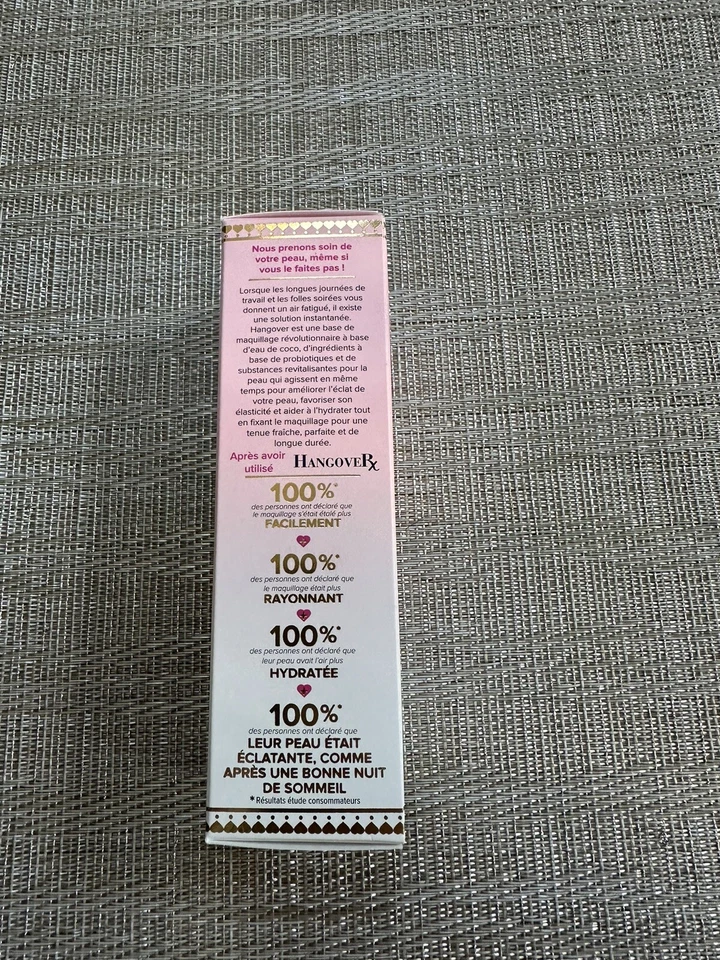 Nous prenons soin de
votre peau, même si
vous le faites pas !
Lorsque les longues journées de
travail et les folles soirées vous
donnent un air fatigué, il existe
une solution instantanée.
Hangover est une base de
maquillage révolutionnaire à base
d'eau de coco, d'ingrédients à
base de probiotiques et de
substances revitalisantes pour la
peau qui agissent en même
temps pour améliorer l'éclat de
votre peau, favoriser son
élasticité et aider à l'hydrater tout
en fixant le maquillage pour une
tenue fraîche, parfaite et de
longue durée.
Après avoir
utilisé HANGOVERX
100%*
des personnes ont déclaré que
le maquillage s'était étalé plus
FACILEMENT
100%*
des personnes ont déclaré que
le maquillage était plus
RAYONNANT
100%*
des personnes ont déclaré que
leur peau avait l'air plus
HYDRATÉE
100%*
des personnes ont déclaré que
LEUR PEAU ÉTAIT
ÉCLATANTE, COMME
APRÈS UNE BONNE NUIT
DE SOMMEIL
* Résultats étude consommateurs